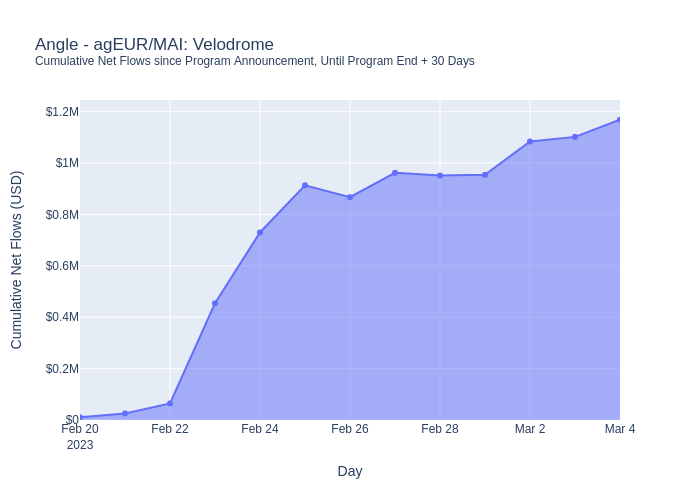 Angle - agEUR/MAI: Velodrome
Cumulative Net Flows since Program Announcement, Until Program End + 30 Days
Cumulative Net Flows (USD)
$1.2M
$1M
$0.8M
$0.6M
$0.4M
$0.2M
$0
Feb 20 Feb 22 Feb 24 Feb 26 Feb 28 Mar 2 Mar 4
2023
Day